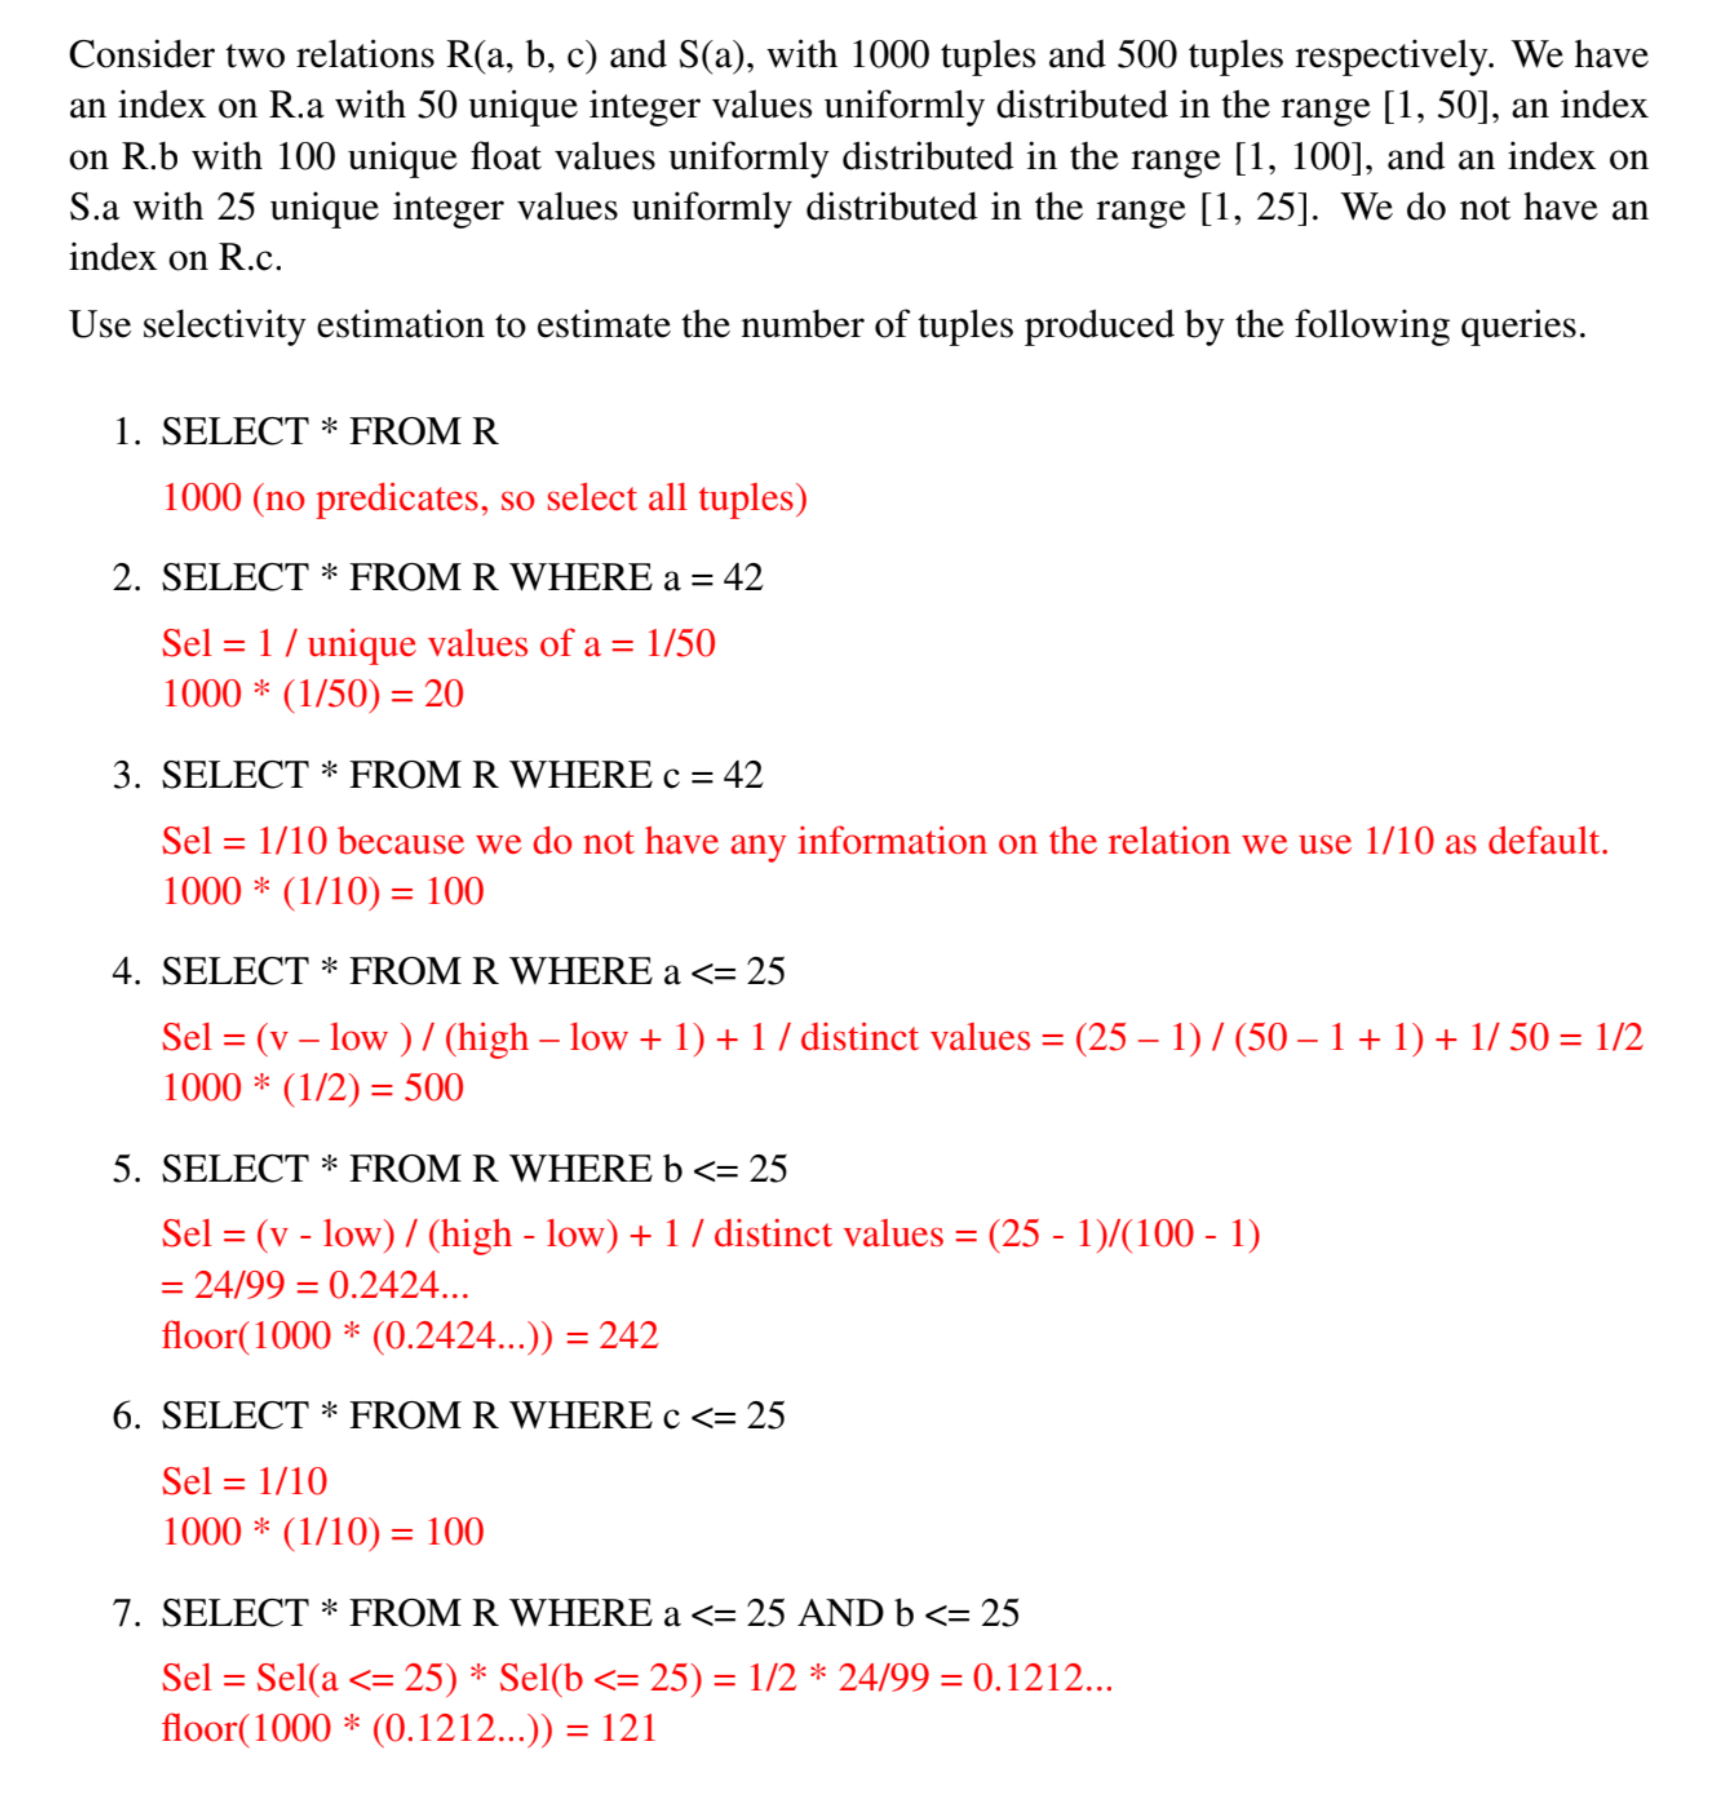 Consider two relations R(a, b, c) and S(a), with 1000 tuples and 500 tuples respectively. We have
an index on R.a with 50 unique integer values uniformly distributed in the range [1, 50], an index
on R.b with 100 unique float values uniformly distributed in the range [1, 100], and an index on
S.a with 25 unique integer values uniformly distributed in the range [1, 25]. We do not have an
index on R.c.
Use selectivity estimation to estimate the number of tuples produced by the following queries.
1. SELECT * FROM R
1000 (no predicates, so select all tuples)
2. SELECT * FROM R WHERE a = 42
Sel = 1 / unique values of a = 1/50
1000 * (1/50) = 20
3. SELECT * FROM R WHERE c = 42
Sel = 1/10 because we do not have any information on the relation we use 1/10 as default.
1000 * (1/10) = 100
4. SELECT * FROM R WHERE a <= 25
Sel = (v – low ) / (high – low + 1) + 1 / distinct values = (25 – 1) / (50 – 1 + 1) + 1/ 50 = 1/2
1000 * (1/2) = 500
5. SELECT * FROM R WHERE b <= 25
Sel = (v - low) / (high - low) + 1 / distinct values = (25 - 1)/(100 - 1)
= 24/99 = 0.2424...
floor(1000 * (0.2424...)) = 242
6. SELECT * FROM R WHERE c <= 25
Sel = 1/10
1000 * (1/10) = 100
7. SELECT * FROM R WHERE a <= 25 AND b <= 25
Sel = Sel(a <= 25) * Sel(b <= 25) = 1/2 * 24/99 = 0.1212...
floor(1000 * (0.1212...)) = 121